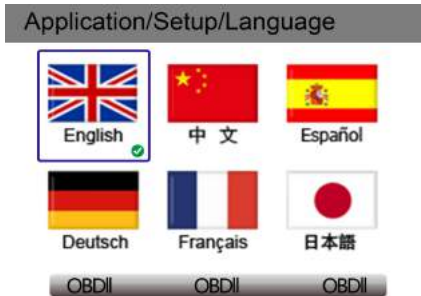 Application/Setup/Language
English 中 文 Español
Deutsch Français 日本語
OBDII OBDII OBDII